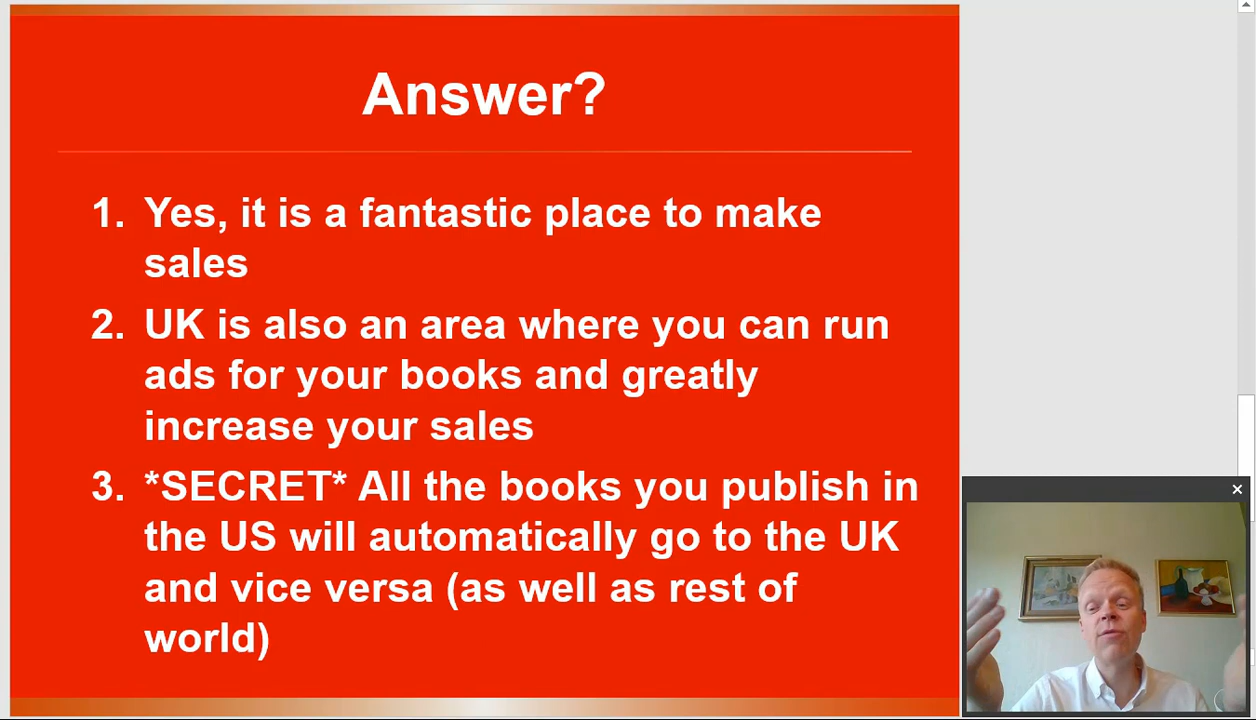 Answer?
1. Yes, it is a fantastic place to make
sales
2. UK is also an area where you can run
ads for your books and greatly
increase your sales
3. *SECRET* All the books you publish in
the US will automatically go to the UK
and vice versa (as well as rest of
world)